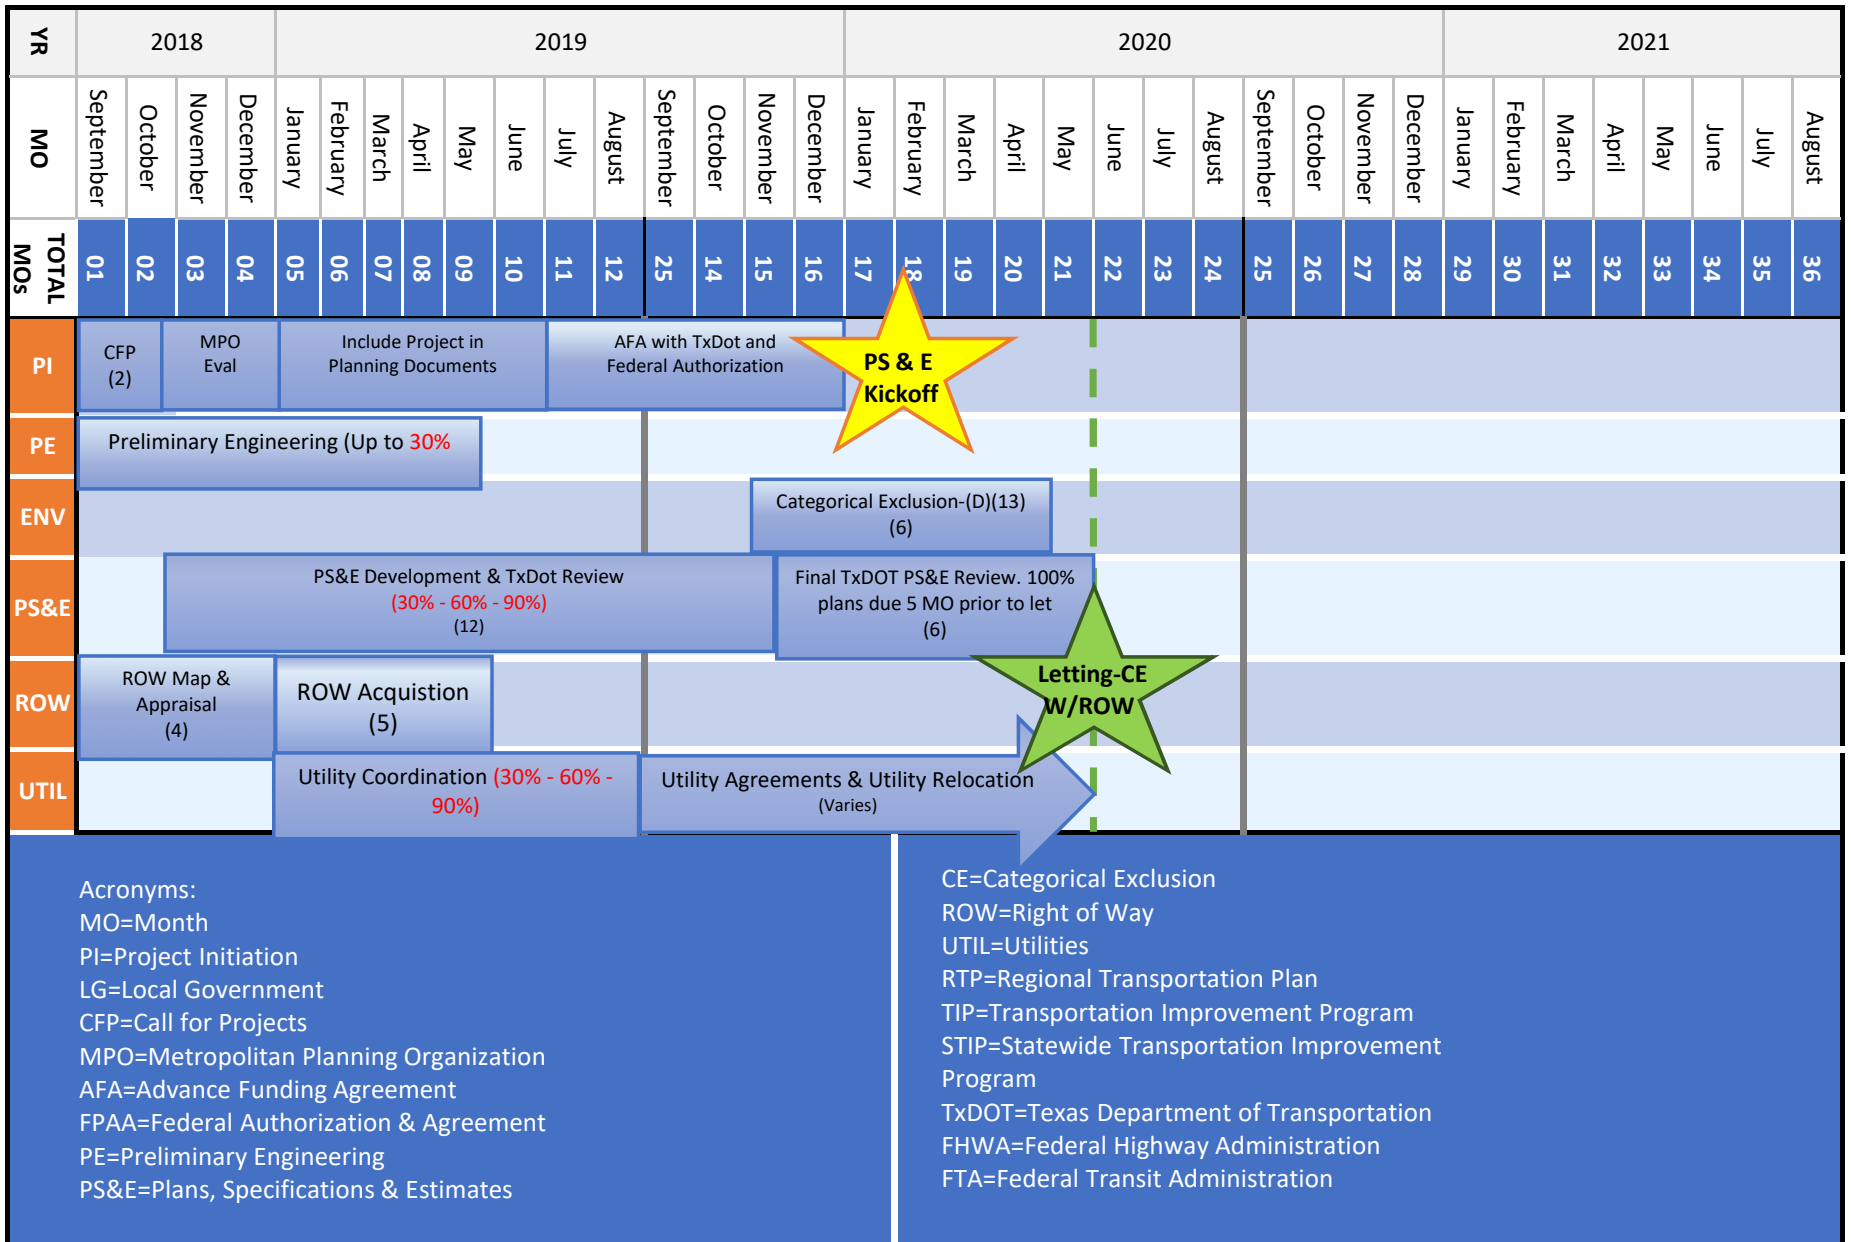 YR
2018
2019
2020
2021
MO
September
October
November
December
January
February
March
April
May
June
July
August
September
October
November
December
January
February
March
April
May
June
July
August
September
October
November
December
January
February
March
April
May
June
July
August
TOTAL
MOs
01
02
03
04
05
06
07
08
09
10
11
12
25
14
15
16
17
18
19
20
21
22
23
24
25
26
27
28
29
30
31
32
33
34
35
36
PI
CFP
(2)
MPO
Eval
Include Project in
Planning Documents
AFA with TxDot and
Federal Authorization
PS & E
Kickoff
PE
Preliminary Engineering (Up to 30%
ENV
Categorical Exclusion-(D)(13)
(6)
PS&E
PS&E Development & TxDot Review
(30% - 60% - 90%)
(12)
Final TxDOT PS&E Review. 100%
plans due 5 MO prior to let
(6)
ROW
ROW Map &
Appraisal
(4)
ROW Acquistion
(5)
Letting-CE
W/ROW
UTIL
Utility Coordination (30% - 60% -
90%)
Utility Agreements & Utility Relocation
(Varies)
Acronyms:
MO=Month
PI=Project Initiation
LG=Local Government
CFP=Call for Projects
MPO=Metropolitan Planning Organization
AFA=Advance Funding Agreement
FPAA=Federal Authorization & Agreement
PE=Preliminary Engineering
PS&E=Plans, Specifications & Estimates
CE=Categorical Exclusion
ROW=Right of Way
UTIL=Utilities
RTP=Regional Transportation Plan
TIP=Transportation Improvement Program
STIP=Statewide Transportation Improvement
Program
TxDOT=Texas Department of Transportation
FHWA=Federal Highway Administration
FTA=Federal Transit Administration